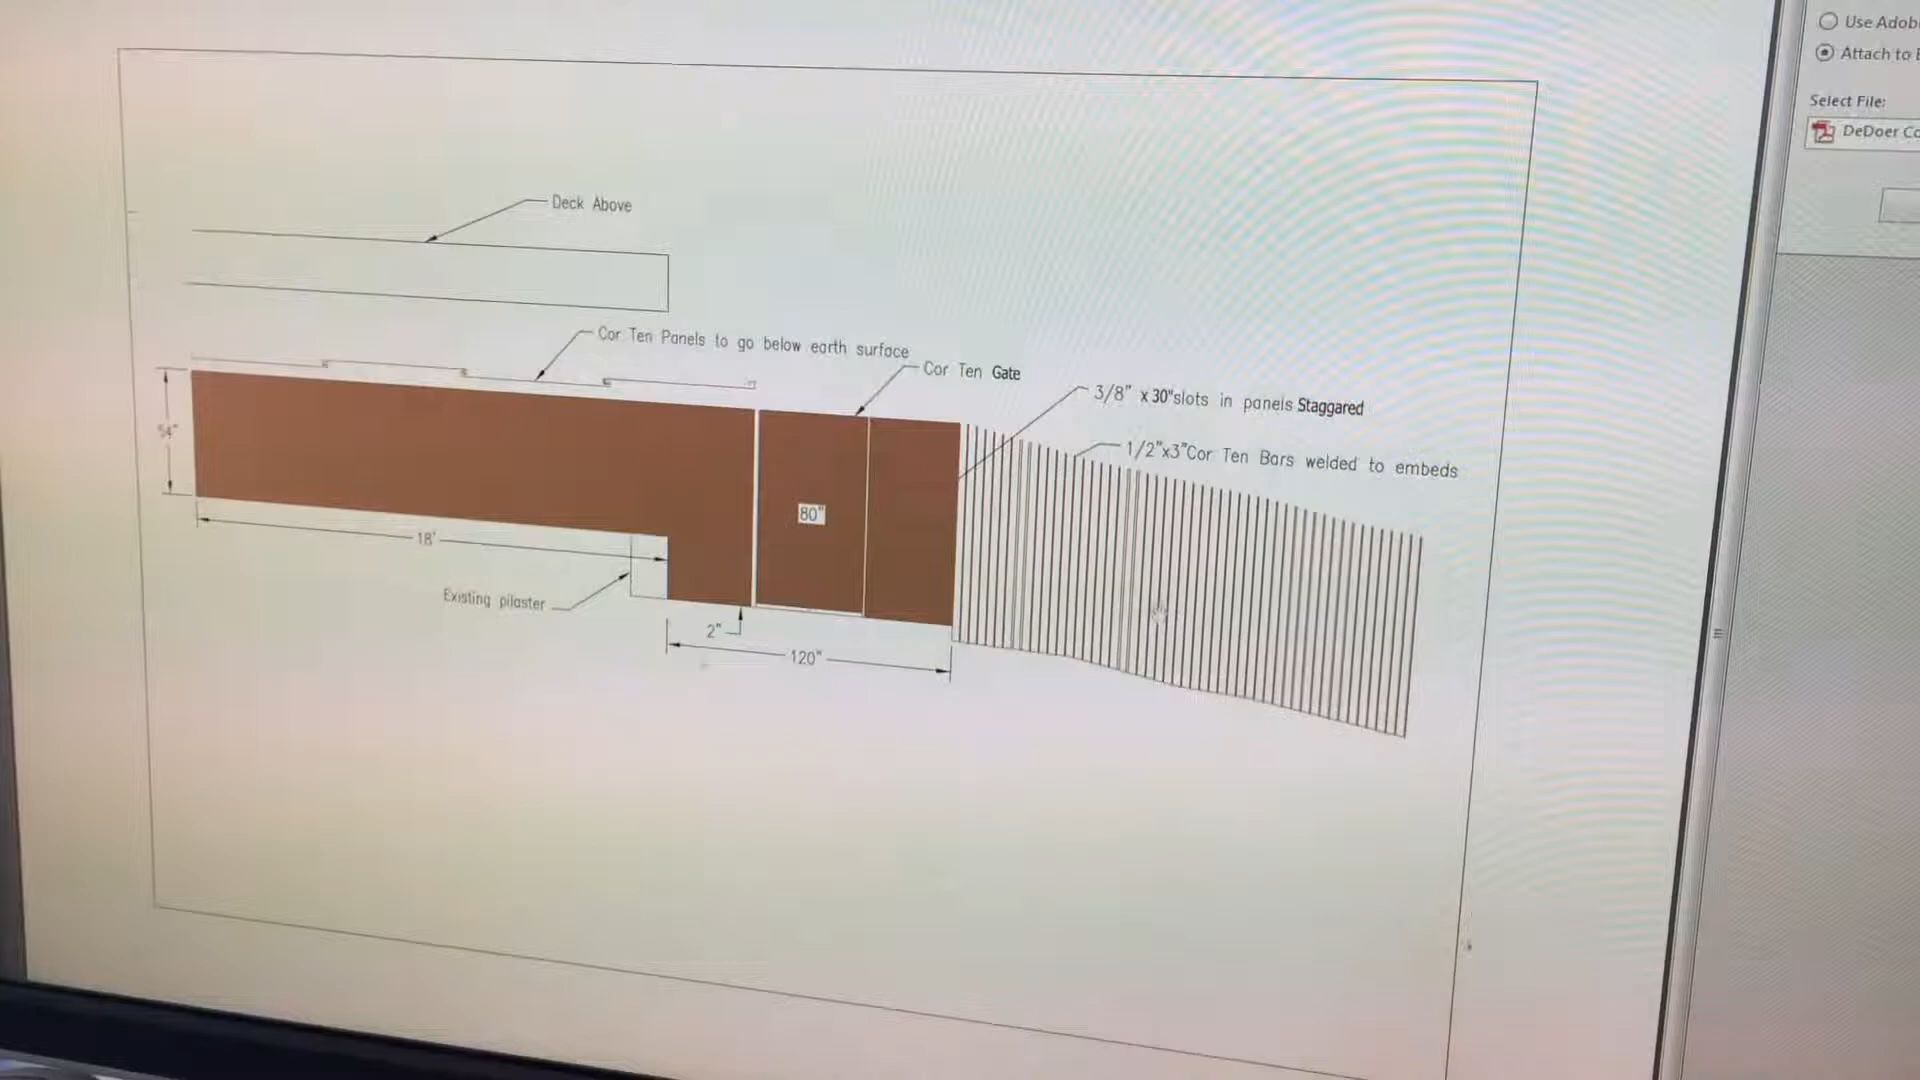 Use Adob
Attach to
Select File:
DeDoer Co
Deck Above
Cor Ten Panels to go below earth surface
Cor Ten Gate
3/8" x 30"slots in panels Staggared
1/2"x3"Cor Ten Bars welded to embeds
54"
80"
18'
Existing pilaster
2"
120"